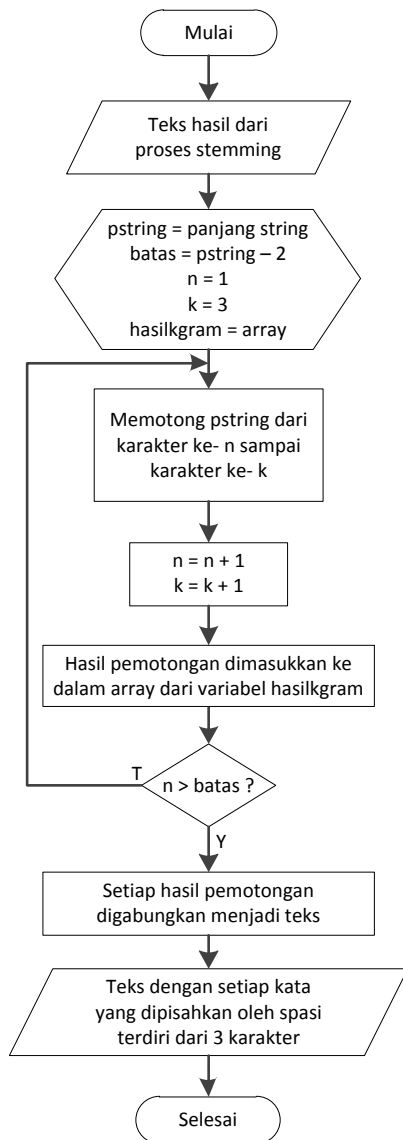 Mulai
Teks hasil dari
proses stemming
pstring = panjang string
batas = pstring – 2
n = 1
k = 3
hasilkgram = array
Memotong pstring dari
karakter ke- n sampai
karakter ke- k
n = n + 1
k = k + 1
Hasil pemotongan dimasukkan ke
dalam array dari variabel hasilkgram
T
n > batas ?
Y
Setiap hasil pemotongan
digabungkan menjadi teks
Teks dengan setiap kata
yang dipisahkan oleh spasi
terdiri dari 3 karakter
Selesai